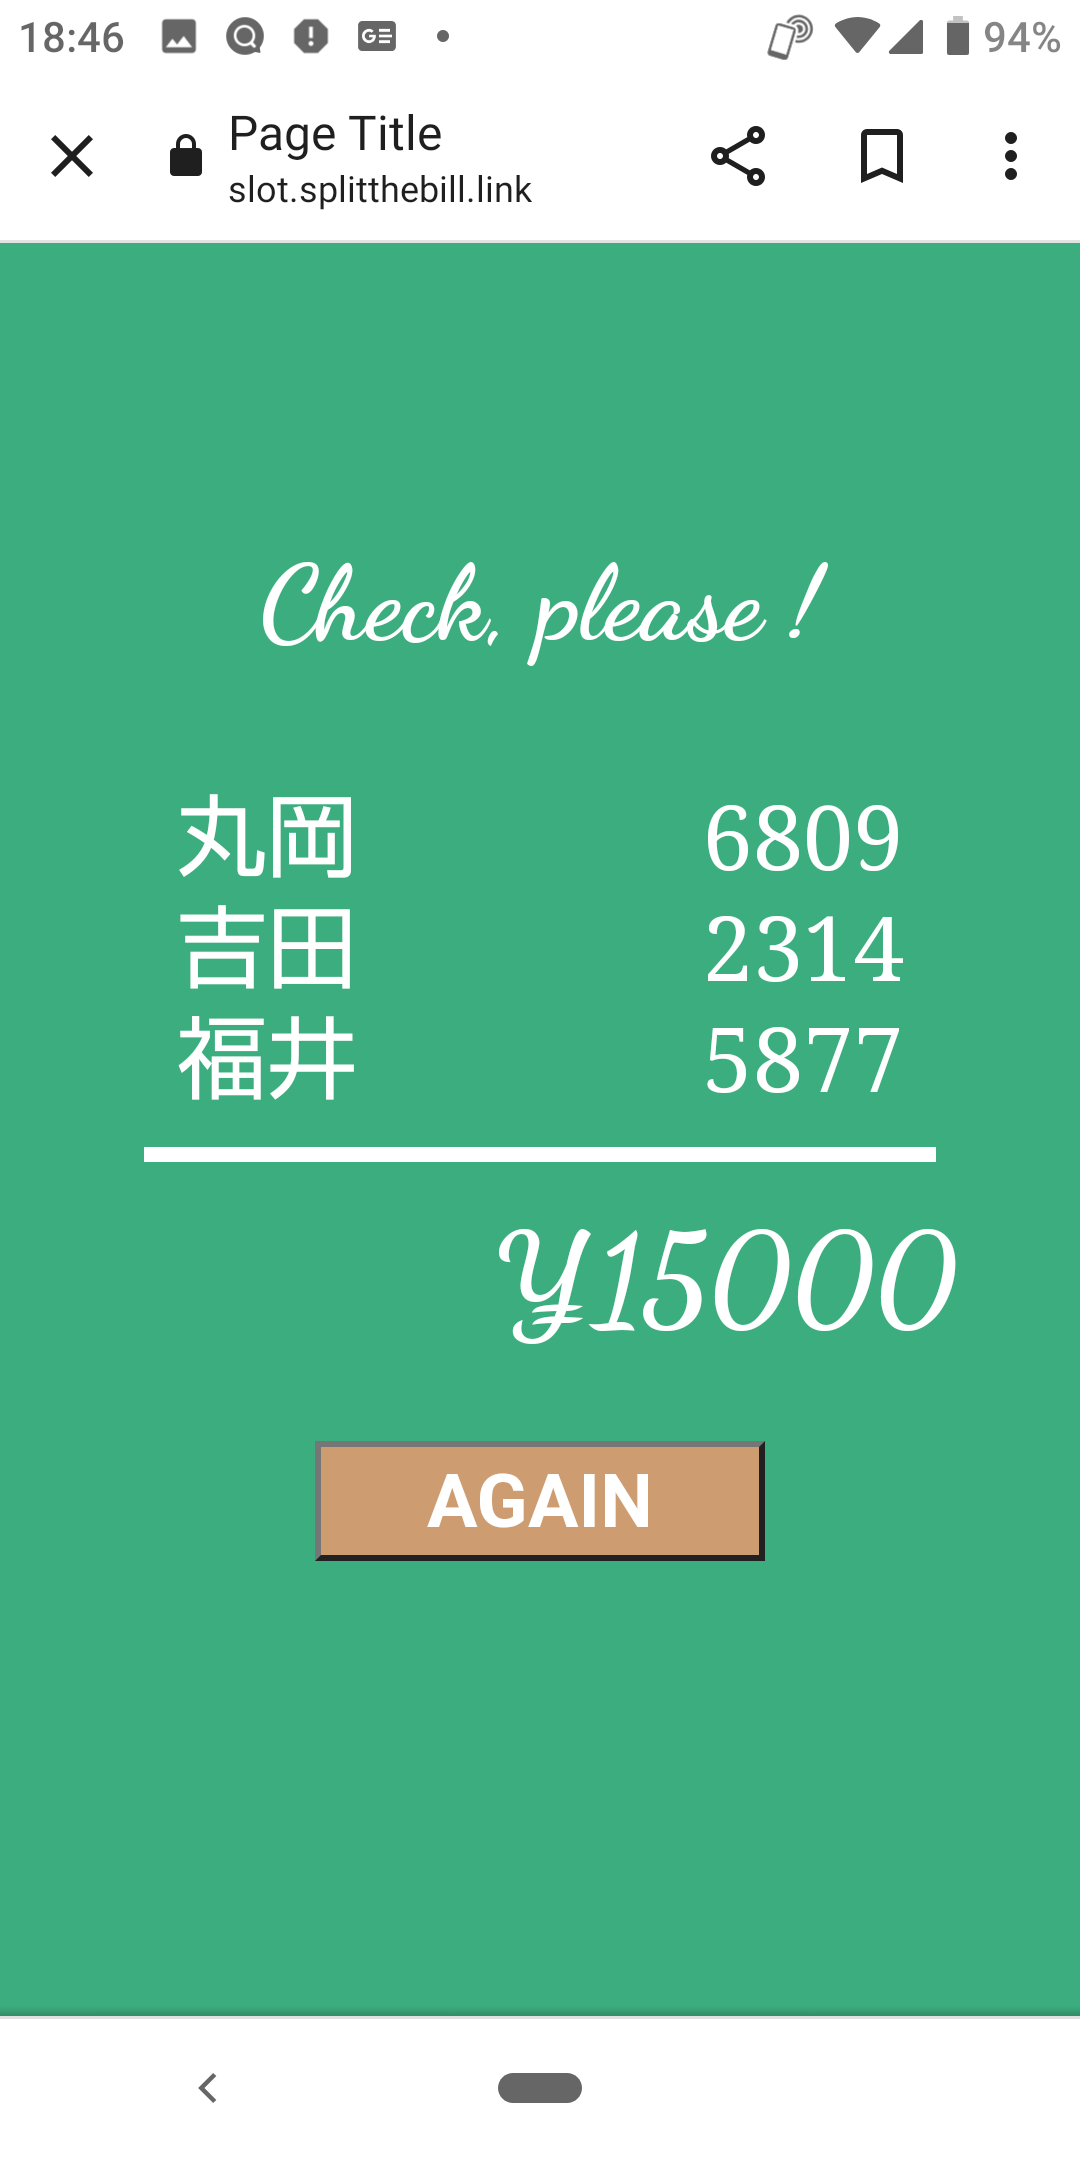 18:46 94%
Page Title
slot.splitthebill.link
Check, please !
丸岡 6809
吉田 2314
福井 5877
¥15000
AGAIN